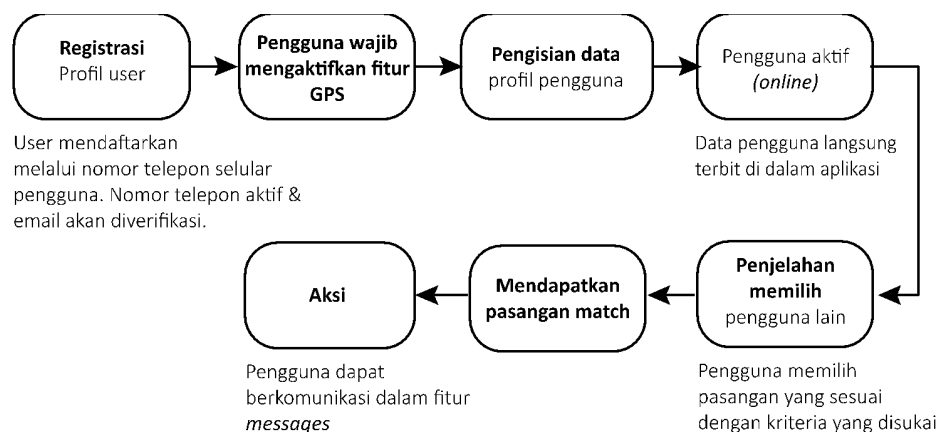 Registrasi
Profil user
User mendaftarkan
melalui nomor telepon selular
pengguna. Nomor telepon aktif &
email akan diverifikasi.
Pengguna wajib
mengaktifkan fitur
GPS
Pengisian data
profil pengguna
Pengguna aktif
(online)
Data pengguna langsung
terbit di dalam aplikasi
Penjelahan
memilih
pengguna lain
Pengguna memilih
pasangan yang sesuai
dengan kriteria yang disukai
Mendapatkan
pasangan match
Aksi
Pengguna dapat
berkomunikasi dalam fitur
messages